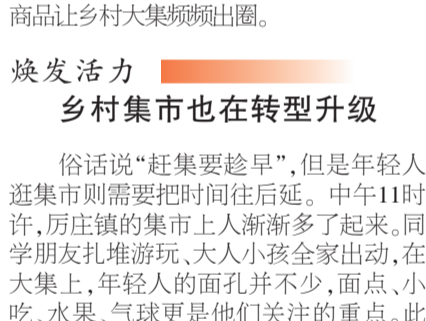 商品让乡村大集频频出圈。
焕发活力
乡村集市也在转型升级
俗话说“赶集要趁早”,但是年轻人
逛集市则需要把时间往后延。中午11时
许,厉庄镇的集市上人渐渐多了起来。同
学朋友扎堆游玩、大人小孩全家出动,在
大集上,年轻人的面孔并不少,面点、小
吃、水果、气球更是他们关注的重点。此